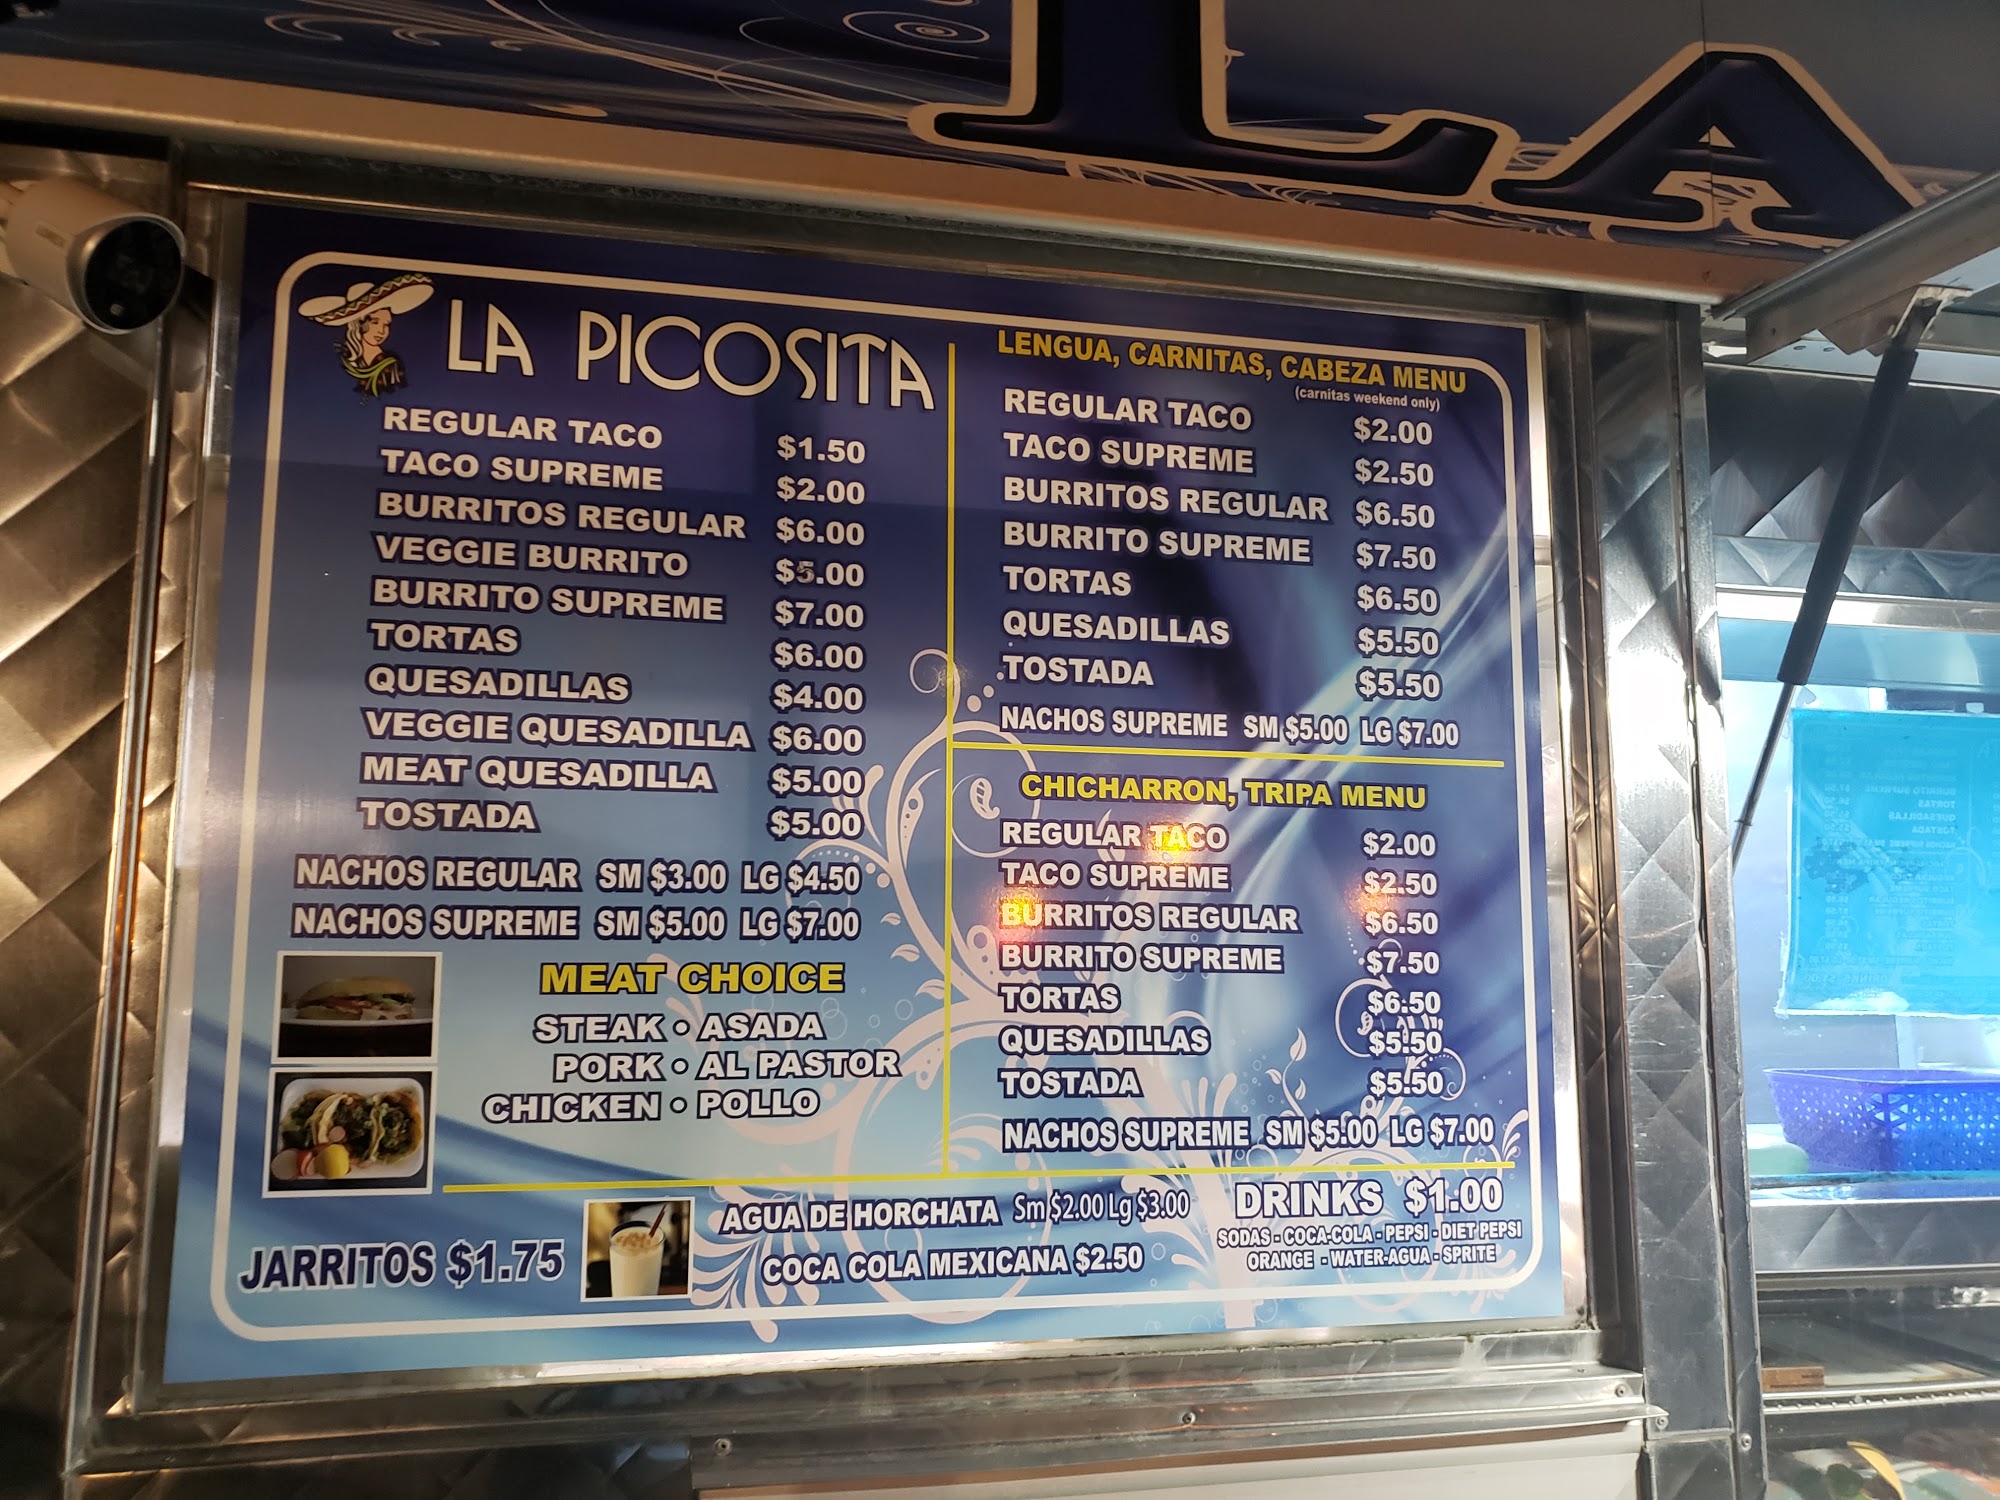 LA
LA PICOSITA
REGULAR TACO $1.50
TACO SUPREME $2.00
BURRITOS REGULAR $6.00
VEGGIE BURRITO $5.00
BURRITO SUPREME $7.00
TORTAS $6.00
QUESADILLAS $4.00
VEGGIE QUESADILLA $6.00
MEAT QUESADILLA $5.00
TOSTADA $5.00
NACHOS REGULAR SM $3.00 LG $4.50
NACHOS SUPREME SM $5.00 LG $7.00
MEAT CHOICE
STEAK • ASADA
PORK • AL PASTOR
CHICKEN • POLLO
LENGUA, CARNITAS, CABEZA MENU
(carnitas weekend only)
REGULAR TACO $2.00
TACO SUPREME $2.50
BURRITOS REGULAR $6.50
BURRITO SUPREME $7.50
TORTAS $6.50
QUESADILLAS $5.50
TOSTADA $5.50
NACHOS SUPREME SM $5.00 LG $7.00
CHICHARRON, TRIPA MENU
REGULAR TACO $2.00
TACO SUPREME $2.50
BURRITOS REGULAR $6.50
BURRITO SUPREME $7.50
TORTAS $6.50
QUESADILLAS $5.50
TOSTADA $5.50
NACHOS SUPREME SM $5.00 LG $7.00
JARRITOS $1.75
AGUA DE HORCHATA Sm $2.00 Lg $3.00
COCA COLA MEXICANA $2.50
DRINKS $1.00
SODAS - COCA-COLA - PEPSI - DIET PEPSI
ORANGE - WATER-AGUA - SPRITE
BURRITO SUPREME
TORTAS
QUESADILLAS
TOSTADA